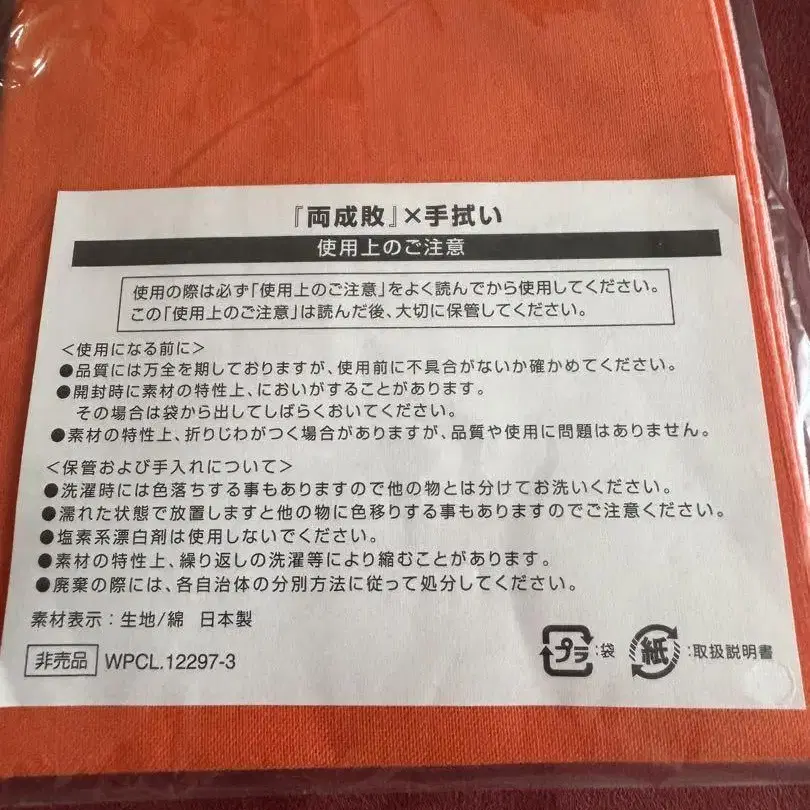 『両成敗』×手拭い
使用上のご注意
使用の際は必ず「使用上のご注意」をよく読んでから使用してください。
この「使用上のご注意」は読んだ後、大切に保管してください。
＜使用になる前に＞
●品質には万全を期しておりますが、使用前に不具合がないか確かめてください。
●開封時に素材の特性上、においがすることがあります。
その場合は袋から出してしばらくおいてください。
●素材の特性上、折りじわがつく場合がありますが、品質や使用に問題はありません。
＜保管および手入れについて＞
●洗濯時には色落ちする事もありますので他の物とは分けてお洗いください。
●濡れた状態で放置しますと他の物に色移りする事もありますのでご注意ください。
●塩素系漂白剤は使用しないでください。
●素材の特性上、繰り返しの洗濯等により縮むことがあります。
●廃棄の際には、各自治体の分別方法に従って処分してください。
素材表示：生地/綿 日本製
非売品 WPCL.12297-3
プラ:袋 紙:取扱説明書